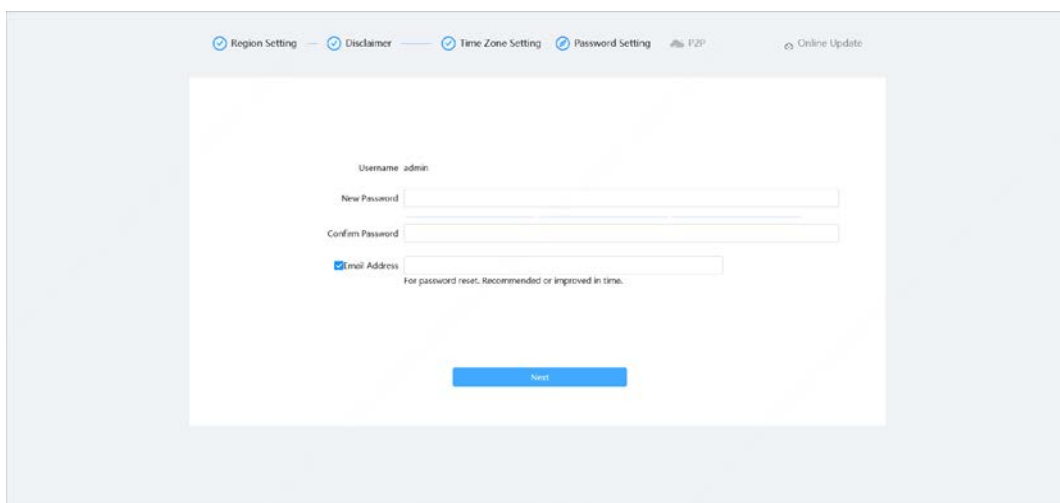 Region Setting Disclaimer Time Zone Setting Password Setting P2P Online Update
Username admin
New Password
Confirm Password
Email Address
For password reset. Recommended or improved in time.
Next